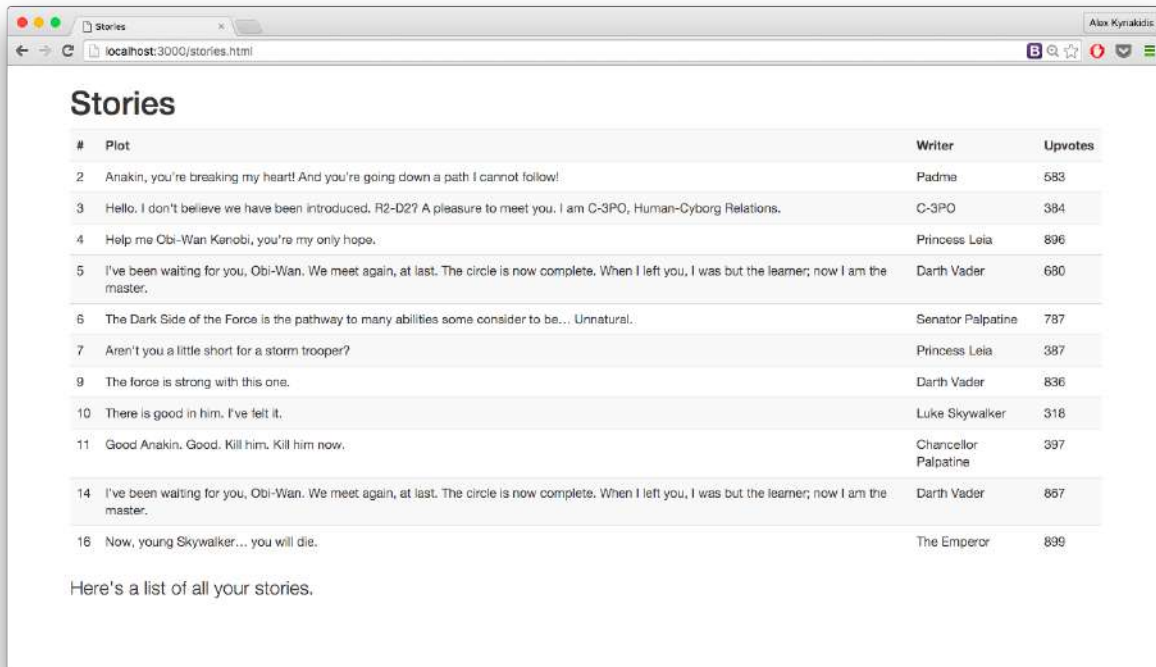 Stories
Alex Kyriakidis
localhost:3000/stories.html
B
Stories
# Plot Writer Upvotes
2 Anakin, you're breaking my heart! And you're going down a path I cannot follow! Padme 583
3 Hello. I don't believe we have been introduced. R2-D2? A pleasure to meet you. I am C-3PO, Human-Cyborg Relations. C-3PO 384
4 Help me Obi-Wan Kenobi, you're my only hope. Princess Leia 896
5 I've been waiting for you, Obi-Wan. We meet again, at last. The circle is now complete. When I left you, I was but the learner; now I am the Darth Vader 680
master.
6 The Dark Side of the Force is the pathway to many abilities some consider to be... Unnatural. Senator Palpatine 787
7 Aren't you a little short for a storm trooper? Princess Leia 387
9 The force is strong with this one. Darth Vader 836
10 There is good in him. I've felt it. Luke Skywalker 318
11 Good Anakin. Good. Kill him. Kill him now. Chancellor 397
Palpatine
14 I've been waiting for you, Obi-Wan. We meet again, at last. The circle is now complete. When I left you, I was but the learner; now I am the Darth Vader 867
master.
16 Now, young Skywalker... you will die. The Emperor 899
Here's a list of all your stories.